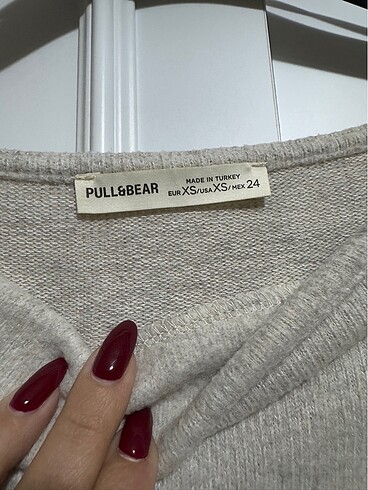 PULL&BEAR
MADE IN TURKEY
EUR XS/USA XS/MEX 24